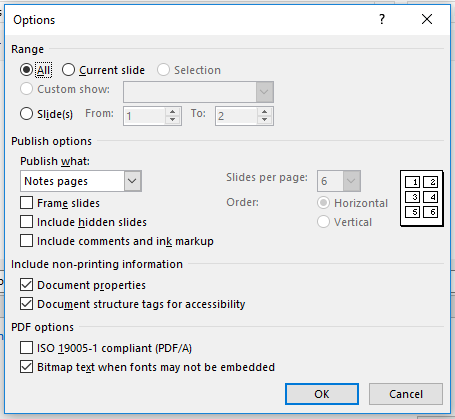 Options
Range
All Current slide Selection
Custom show:
Slide(s) From: 1 To: 2
Publish options
Publish what:
Notes pages Slides per page: 6
Frame slides Order: Horizontal
Include hidden slides Vertical
Include comments and ink markup
1 2
3 4
5 6
Include non-printing information
Document properties
Document structure tags for accessibility
PDF options
ISO 19005-1 compliant (PDF/A)
Bitmap text when fonts may not be embedded
OK Cancel